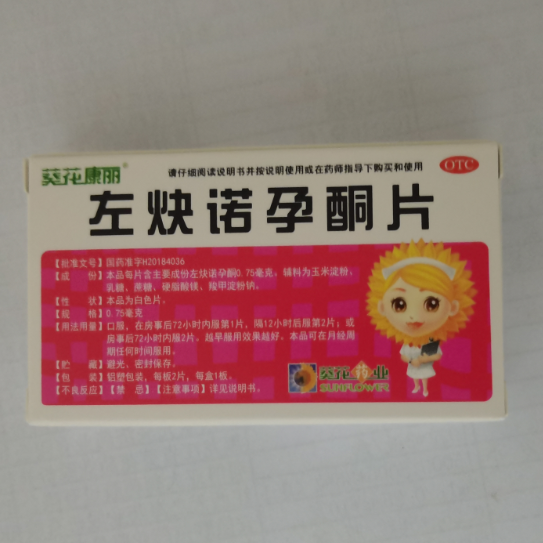 葵花康丽®
请仔细阅读说明书并按说明使用或在药师指导下购买和使用
OTC
左炔诺孕酮片
【批准文号】国药准字H20184036
【成 份】本品每片含主要成份左炔诺孕酮0.75毫克。辅料为玉米淀粉、
乳糖、蔗糖、硬脂酸镁、羧甲淀粉钠。
【性 状】本品为白色片。
【规 格】0.75毫克
【用法用量】口服，在房事后72小时内服第1片，隔12小时后服第2片；或
房事后72小时内服2片，越早服用效果越好。本品可在月经周
期任何时间服用。
【贮 藏】避光、密封保存。
【包 装】铝塑包装，每板2片，每盒1板。
【不良反应】【禁 忌】【注意事项】详见说明书。
葵花药业
SUNFLOWER